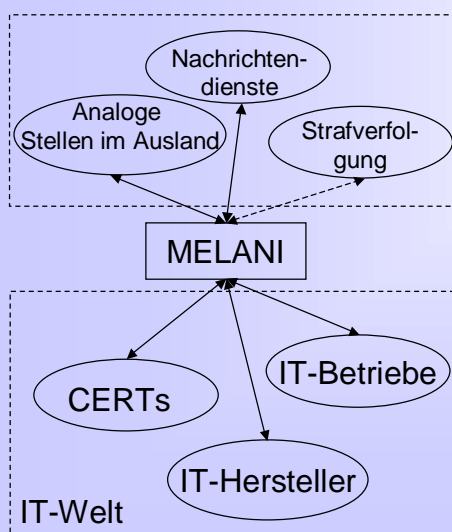 Nachrichten-
dienste
Analoge
Stellen im Ausland
Strafverfol-
gung
MELANI
IT-Betriebe
CERTs
IT-Hersteller
IT-Welt